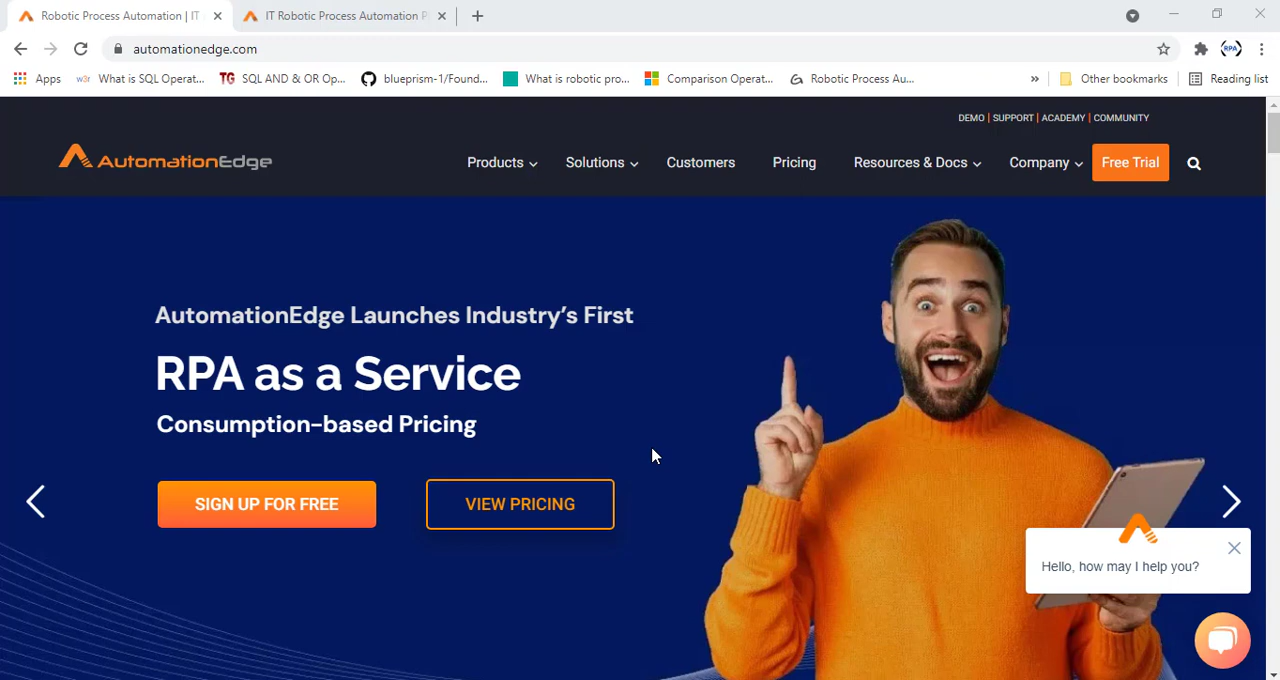 Robotic Process Automation | IT
IT Robotic Process Automation P
automationedge.com
RPA
Apps
w3r
What is SQL Operat...
TG
SQL AND & OR Op...
blueprism-1/Found...
What is robotic pro...
Comparison Operat...
Robotic Process Au...
»
Other bookmarks
Reading list
DEMO | SUPPORT | ACADEMY | COMMUNITY
AutomationEdge
Products
Solutions
Customers
Pricing
Resources & Docs
Company
Free Trial
AutomationEdge Launches Industry's First
RPA as a Service
Consumption-based Pricing
SIGN UP FOR FREE
VIEW PRICING
Hello, how may I help you?